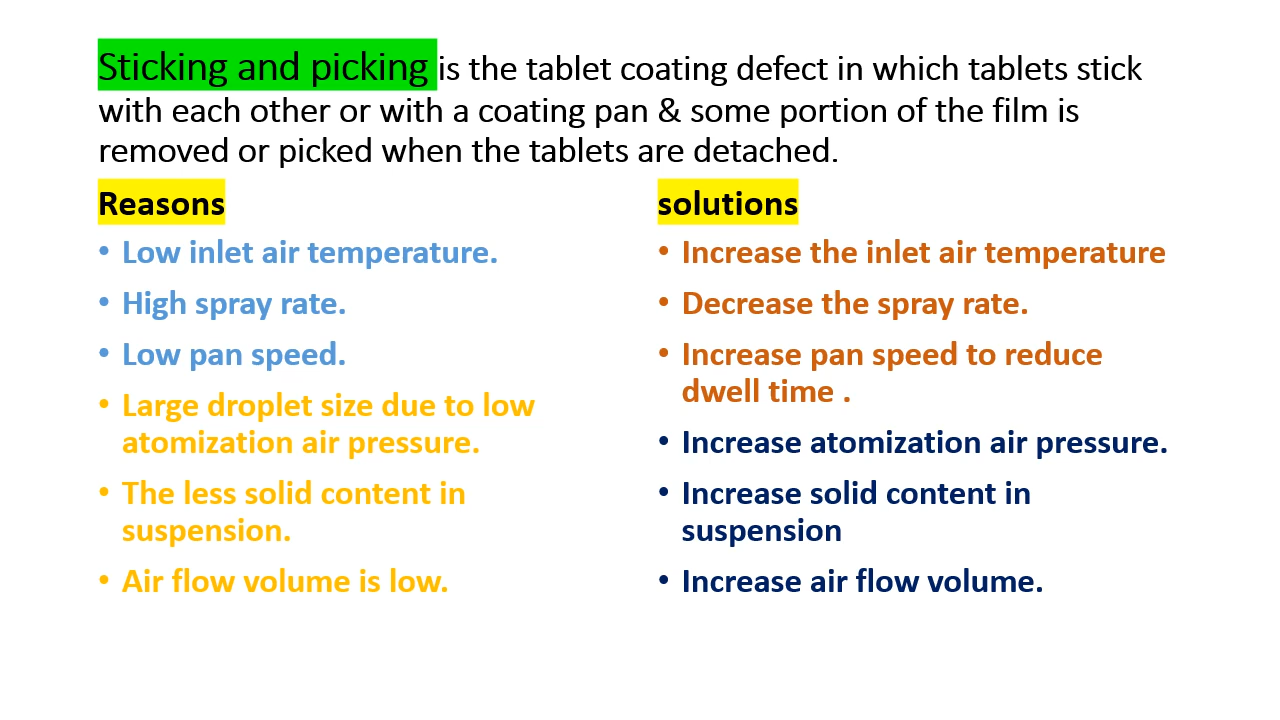 Sticking and picking is the tablet coating defect in which tablets stick
with each other or with a coating pan & some portion of the film is
removed or picked when the tablets are detached.
Reasons
• Low inlet air temperature.
• High spray rate.
• Low pan speed.
• Large droplet size due to low
atomization air pressure.
• The less solid content in
suspension.
• Air flow volume is low.
solutions
• Increase the inlet air temperature
• Decrease the spray rate.
• Increase pan speed to reduce
dwell time .
• Increase atomization air pressure.
• Increase solid content in
suspension
• Increase air flow volume.